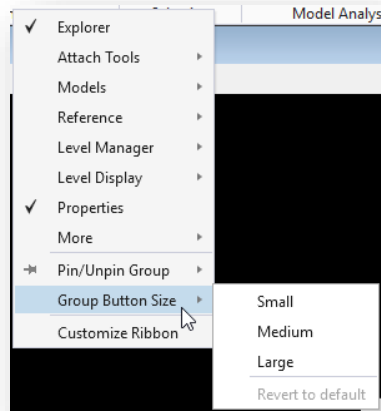 Model Analys
Explorer
Attach Tools
Models
Reference
Level Manager
Level Display
Properties
More
Pin/Unpin Group
Group Button Size
Customize Ribbon
Small
Medium
Large
Revert to default